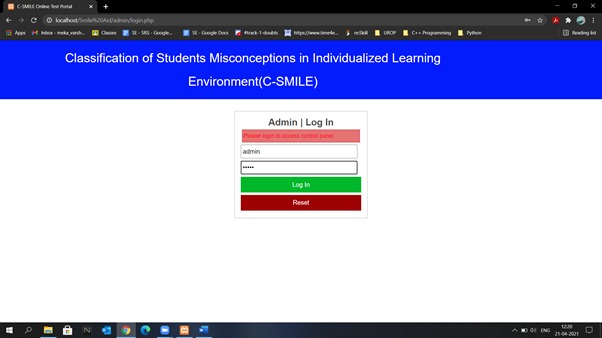 C-SMILE Online Test Portal
localhost/Smile%20Aid/admin/login.php
Apps
Inbox - meka_varsh...
Classes
SE - SRS - Google...
SE - Google Docs
#track-1-doubts
https://www.time4e...
recSkill
UROP
C++ Programming
Python
Reading list
Classification of Students Misconceptions in Individualized Learning
Environment(C-SMILE)
Admin | Log In
Please login to access control panel
admin
•••••
Log In
Reset
ENG
12:20
21-04-2021